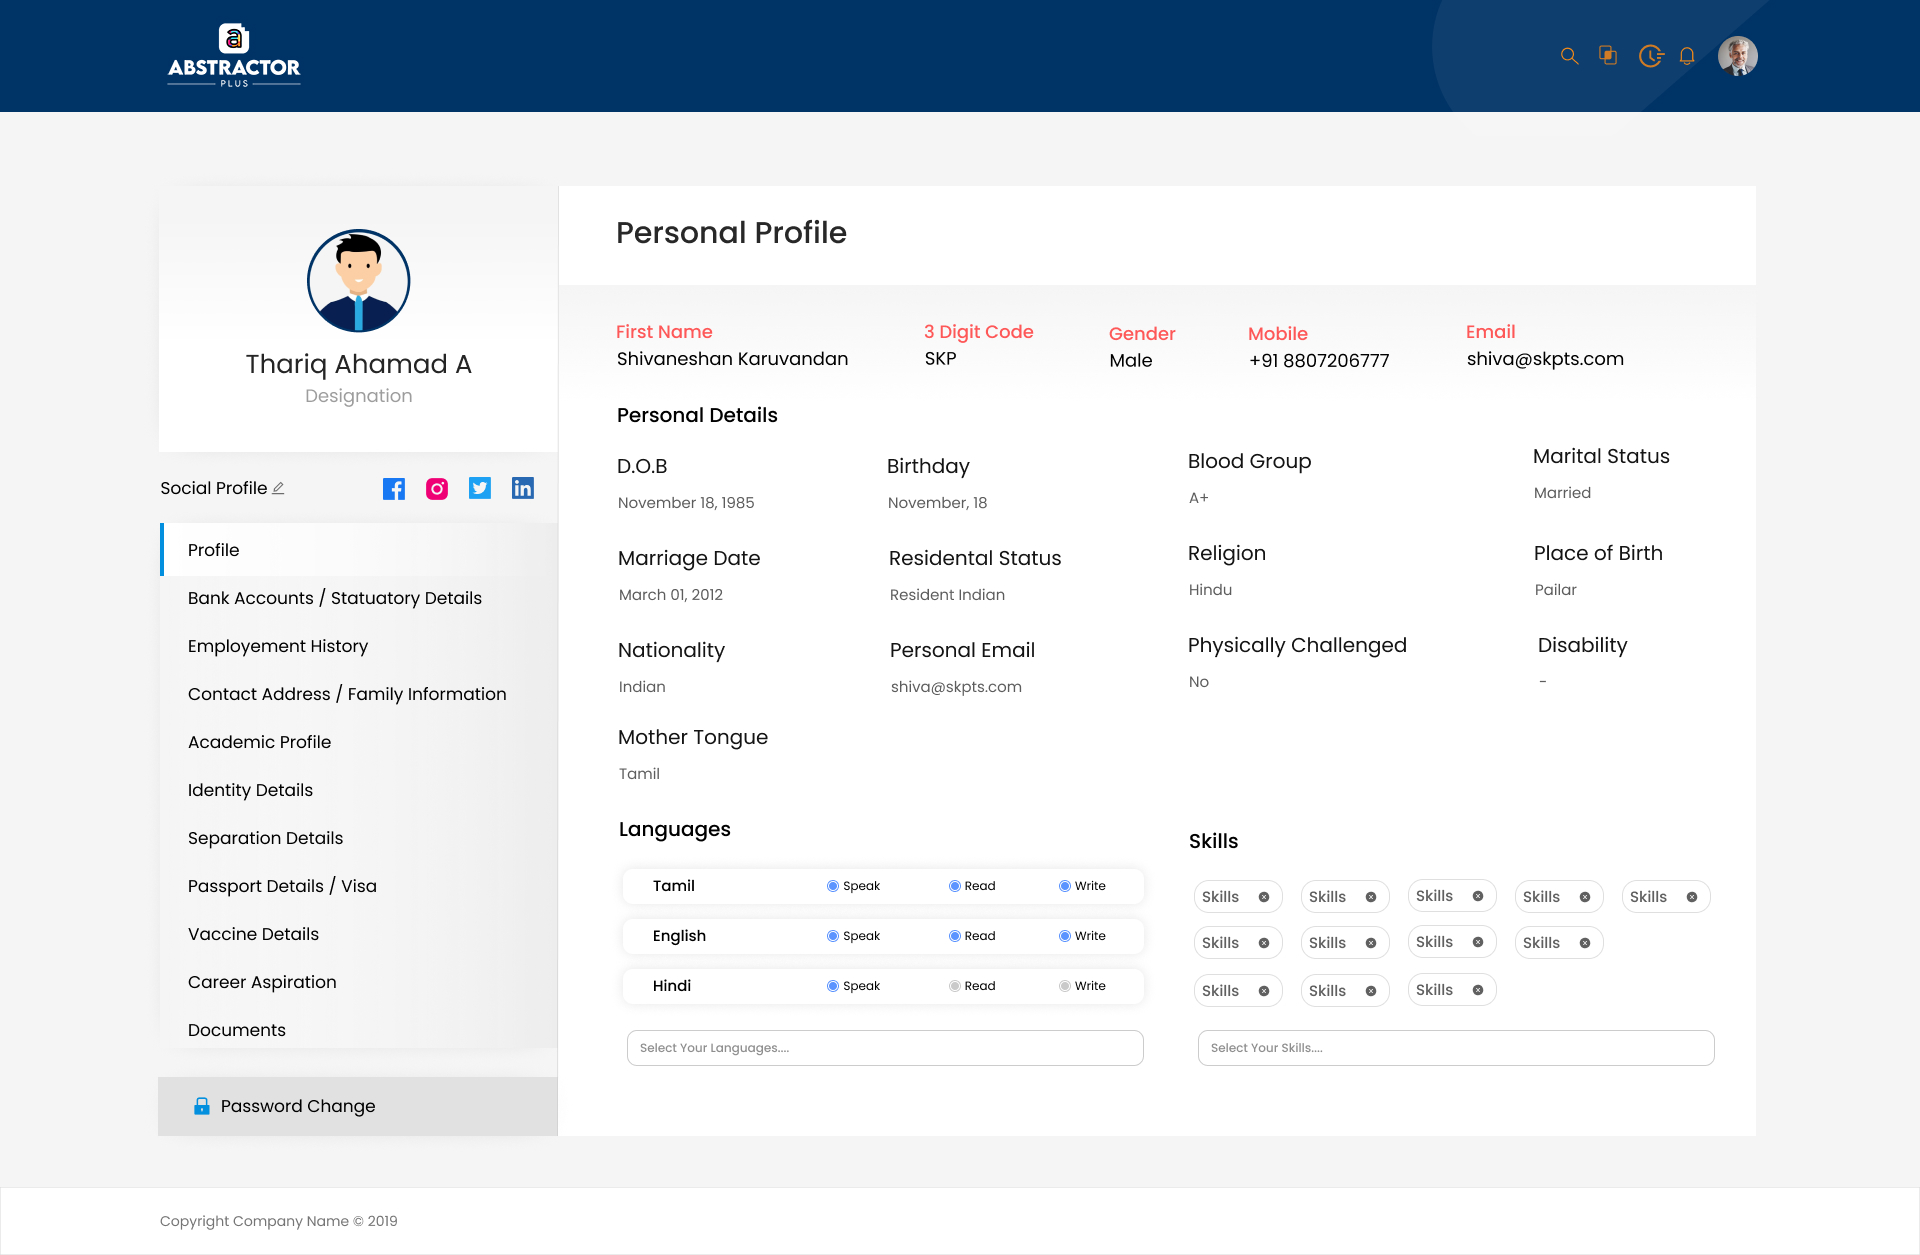 a
ABSTRACTOR
PLUS
Thariq Ahamad A
Designation
Social Profile
Profile
Bank Accounts / Statuatory Details
Employement History
Contact Address / Family Information
Academic Profile
Identity Details
Separation Details
Passport Details / Visa
Vaccine Details
Career Aspiration
Documents
Password Change
Personal Profile
First Name 3 Digit Code Gender Mobile Email
Shivaneshan Karuvandan SKP Male +91 8807206777 shiva@skpts.com
Personal Details
D.O.B Birthday Blood Group Marital Status
November 18, 1985 November, 18 A+ Married
Marriage Date Residental Status Religion Place of Birth
March 01, 2012 Resident Indian Hindu Pailar
Nationality Personal Email Physically Challenged Disability
Indian shiva@skpts.com No -
Mother Tongue
Tamil
Languages
Tamil Speak Read Write
English Speak Read Write
Hindi Speak Read Write
Select Your Languages....
Skills
Skills Skills Skills Skills Skills
Skills Skills Skills Skills
Skills Skills Skills
Select Your Skills....
Copyright Company Name © 2019